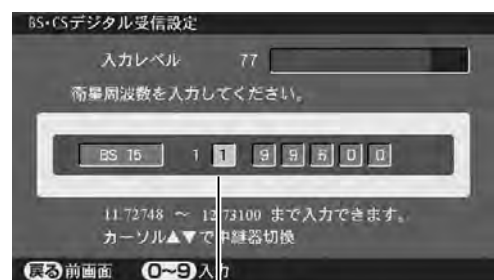 BS・CSデジタル受信設定
入力レベル 77
衛星周波数を入力してください。
BS 15 1 1 9 9 6 0 0
11.72748 ～ 12.73100 まで入力できます。
カーソル▲▼で中継器切換
戻る 前画面 0～9 入力